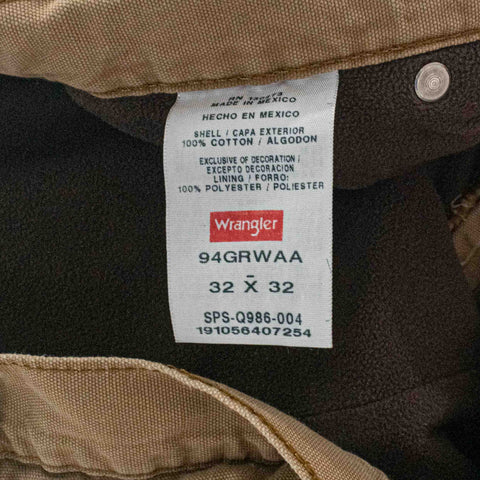 MADE IN MEXICO
HECHO EN MEXICO
SHELL / CAPA EXTERIOR
100% COTTON / ALGODON
EXCLUSIVE OF DECORATION /
EXCEPTO DECORACION
LINING / FORRO:
100% POLYESTER / POLIESTER
Wrangler
94GRWAA
32 X 32
SPS-Q986-004
191056407254